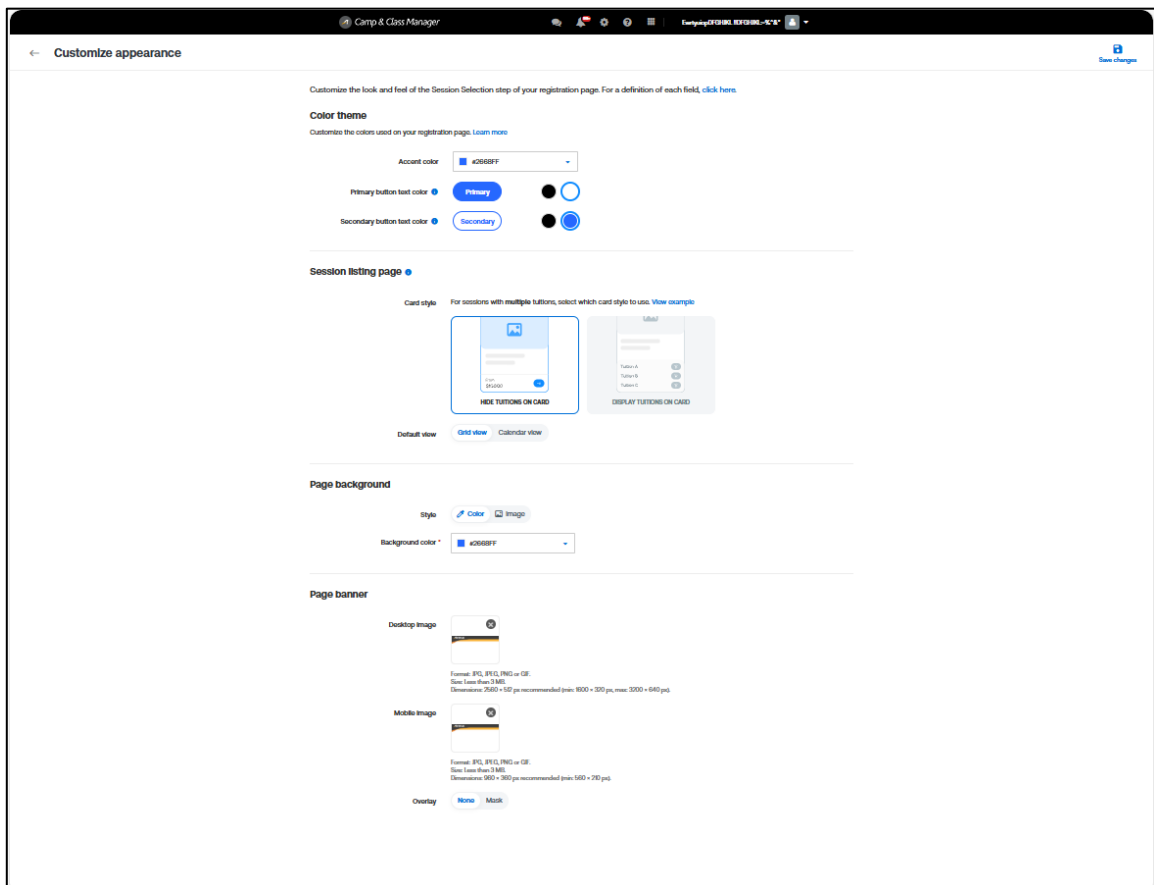 Camp & Class Manager
Customize appearance
Save changes
Customize the look and feel of the Session Selection step of your registration page. For a definition of each field, click here.
Color theme
Customize the colors used on your registration page. Learn more
Accent color #2668FF
Primary button text color Primary
Secondary button text color Secondary
Session listing page
Card style For sessions with multiple tuitions, select which card style to use. View example
From
Tuition A
Tuition B
Tuition C
HIDE TUITIONS ON CARD DISPLAY TUITIONS ON CARD
Default view Grid view Calendar view
Page background
Style Color Image
Background color * #2668FF
Page banner
Desktop image
Format: JPG, JPEG, PNG or GIF.
Size: Less than 3 MB.
Dimensions: 2560 × 512 px recommended (min: 1600 × 320 px, max: 3200 × 640 px).
Mobile image
Format: JPG, JPEG, PNG or GIF.
Size: Less than 3 MB.
Dimensions: 960 × 360 px recommended (min: 560 × 210 px).
Overlay None Mask